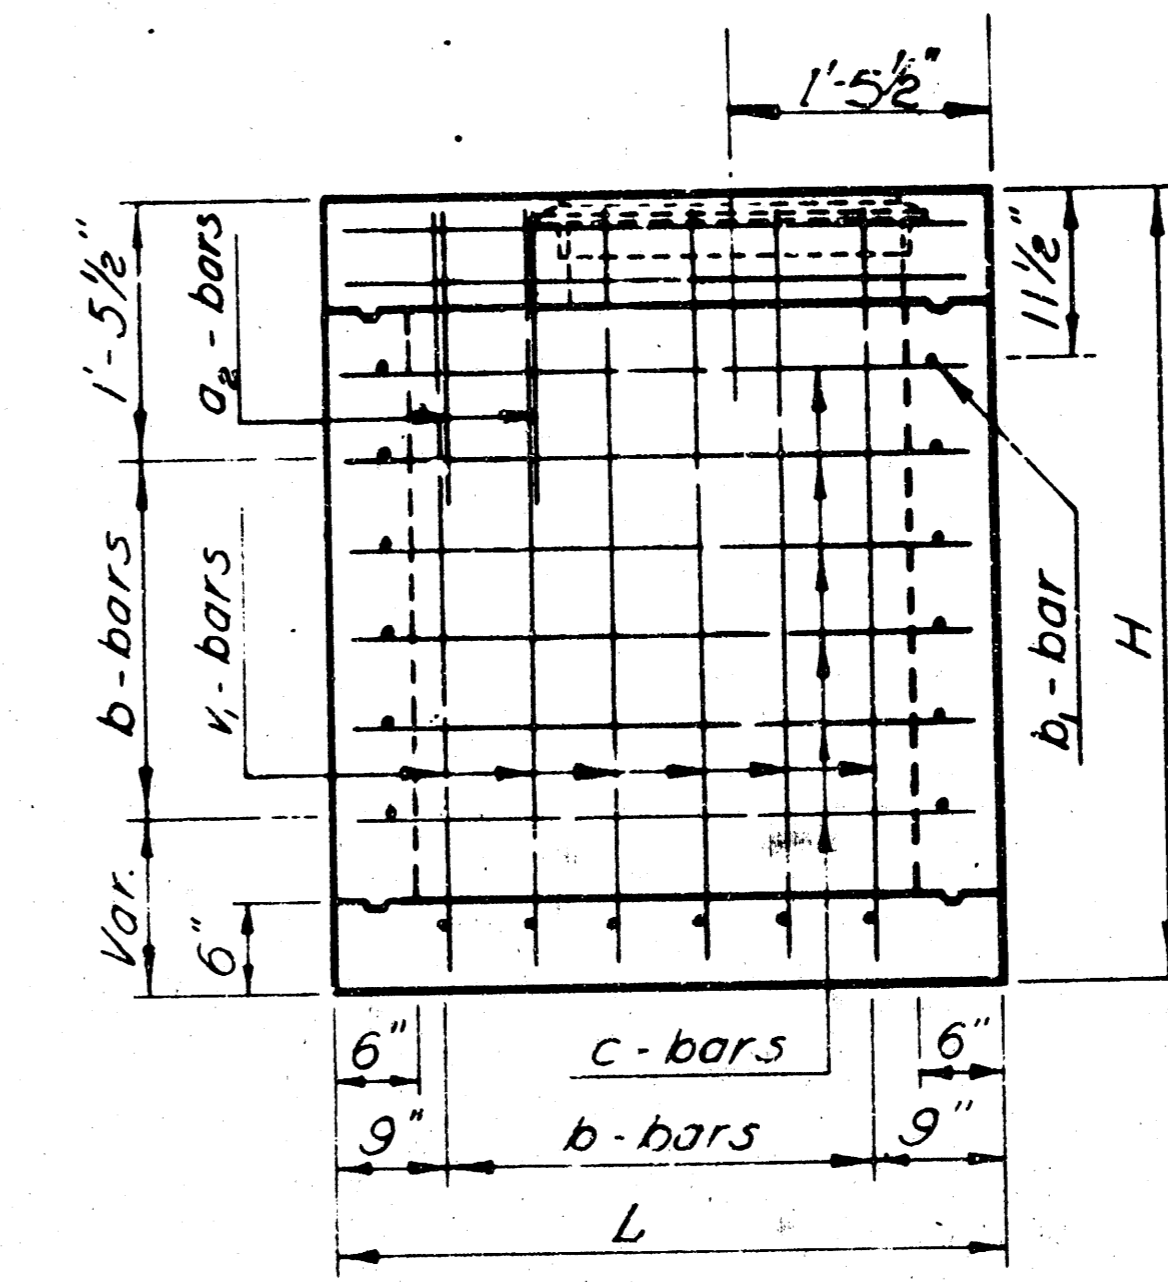 1'-5½"
1'-5½"
a₂ - bars
11½"
b - bars
v₁ - bars
b₁ - bar
H
Var.
6"
6"
c - bars
6"
9"
b - bars
9"
L